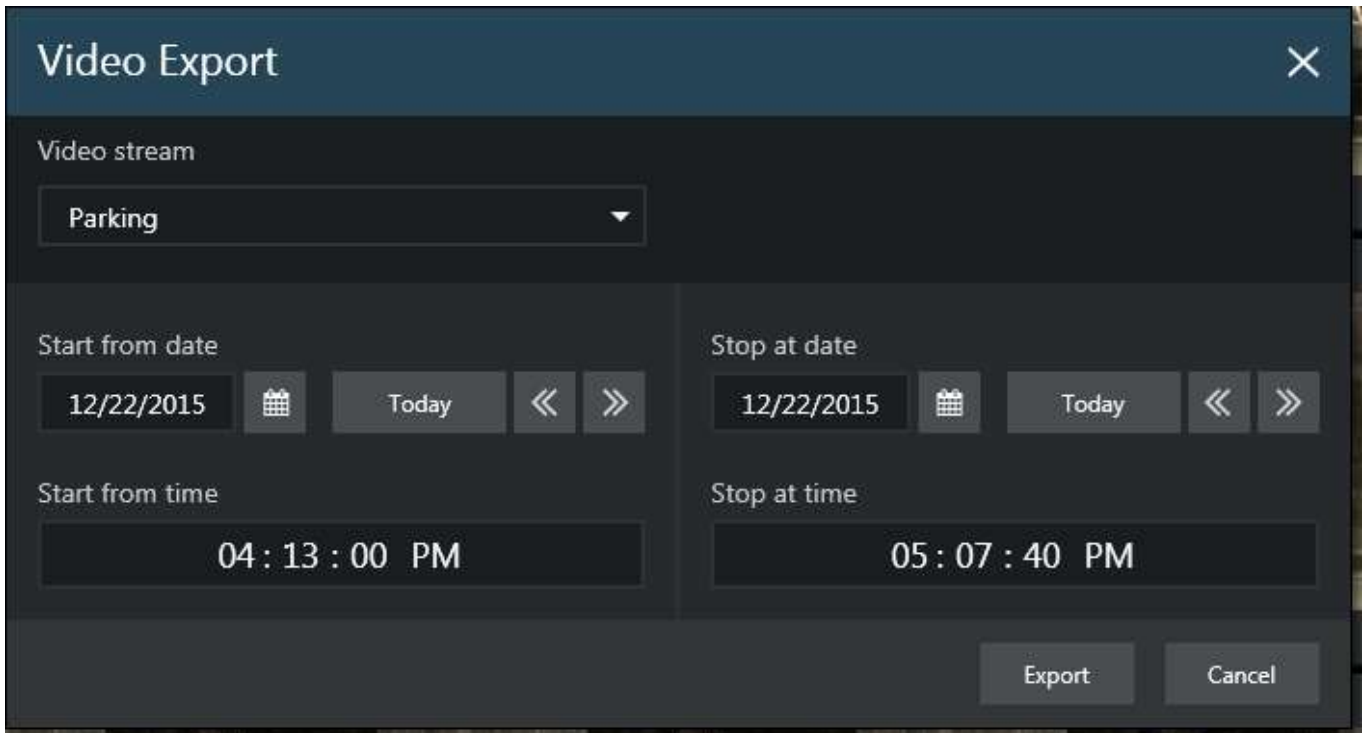 Video Export
Video stream
Parking
Start from date
Stop at date
12/22/2015 Today
12/22/2015 Today
Start from time
Stop at time
04 : 13 : 00 PM
05 : 07 : 40 PM
Export
Cancel